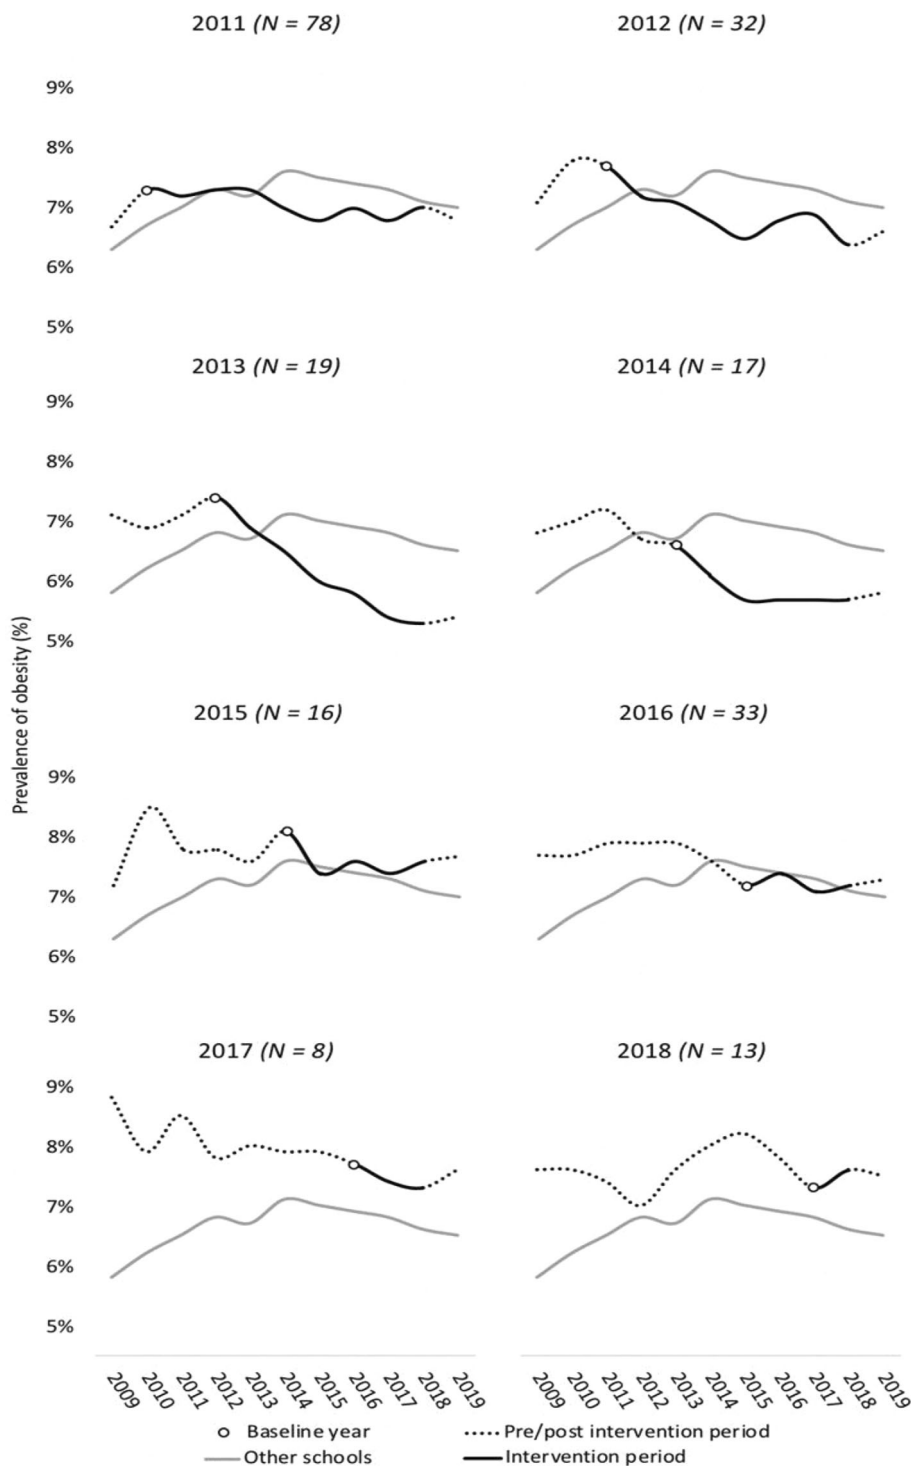 2011 (N = 78)
2012 (N = 32)
9%
8%
7%
6%
5%
2013 (N = 19)
2014 (N = 17)
9%
8%
7%
6%
5%
Prevalence of obesity (%)
2015 (N = 16)
2016 (N = 33)
9%
8%
7%
6%
5%
2017 (N = 8)
2018 (N = 13)
9%
8%
7%
6%
5%
2009 2010 2011 2012 2013 2014 2015 2016 2017 2018 2019
2009 2010 2011 2012 2013 2014 2015 2016 2017 2018 2019
Baseline year
Pre/post intervention period
Other schools
Intervention period